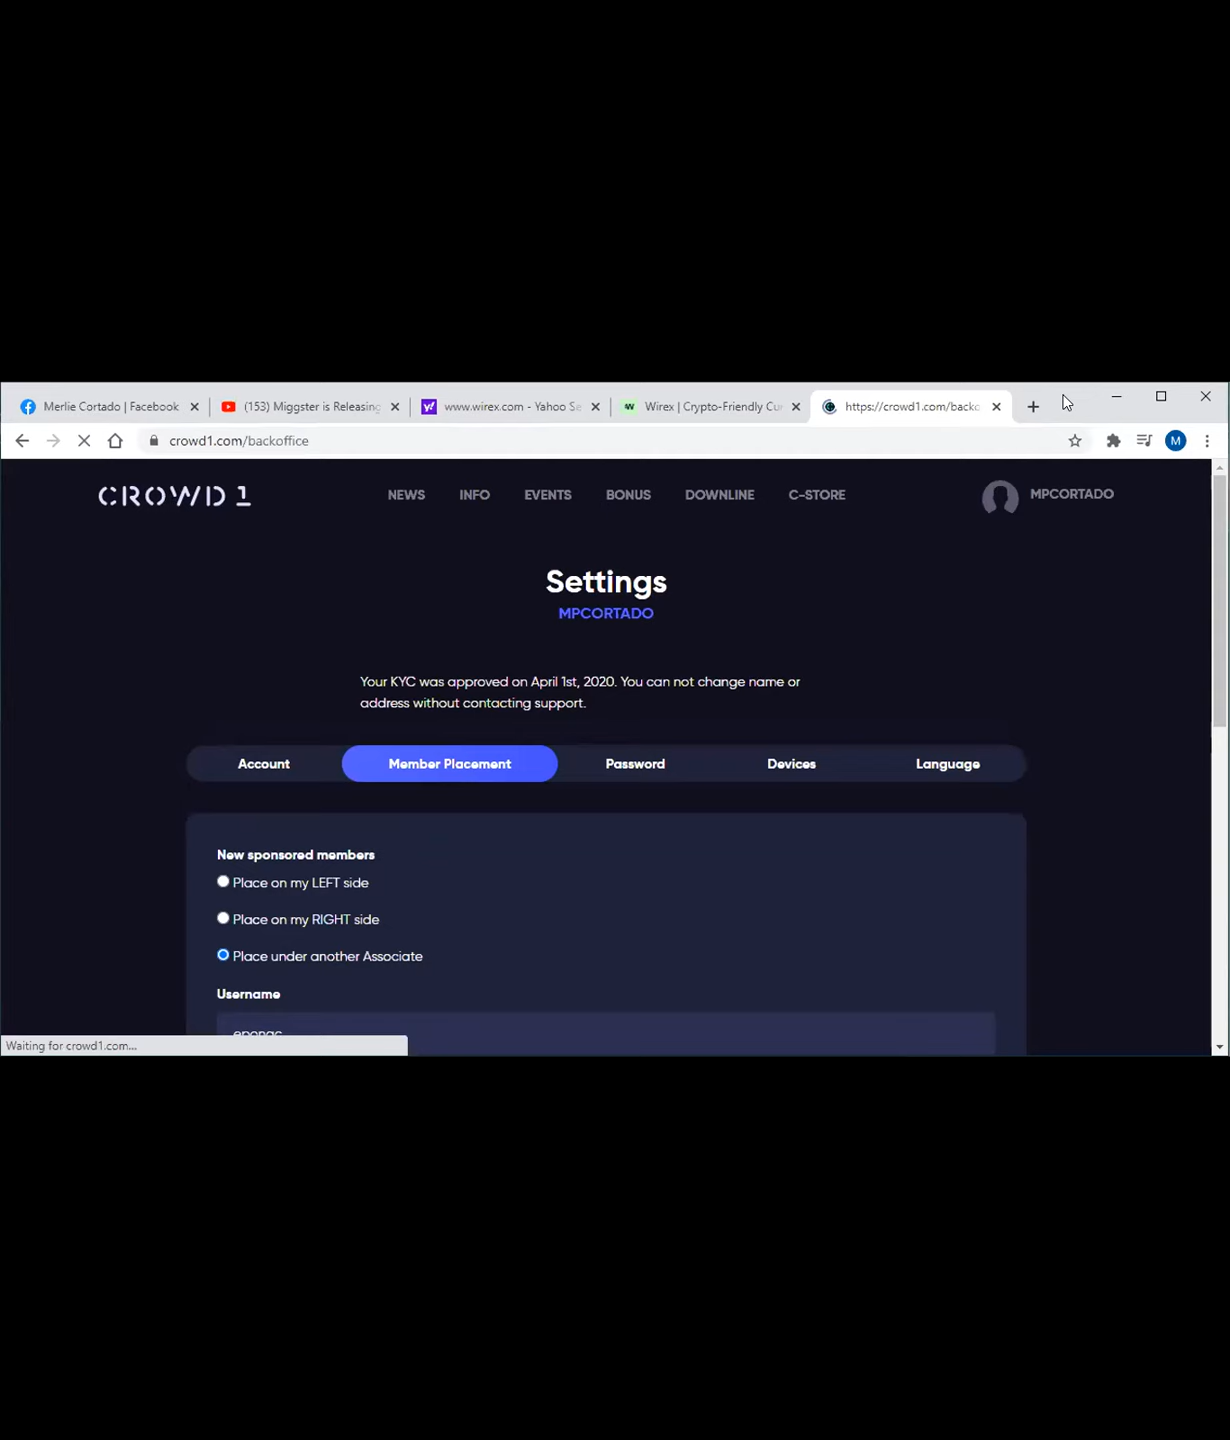 Merlie Cortado | Facebook
(153) Miggster is Releasing
www.wirex.com - Yahoo Se
Wirex | Crypto-Friendly Cu
https://crowd1.com/backo
crowd1.com/backoffice
M
CROWD 1
NEWS
INFO
EVENTS
BONUS
DOWNLINE
C-STORE
MPCORTADO
Settings
MPCORTADO
Your KYC was approved on April 1st, 2020. You can not change name or
address without contacting support.
Account
Member Placement
Password
Devices
Language
New sponsored members
Place on my LEFT side
Place on my RIGHT side
Place under another Associate
Username
Waiting for crowd1.com...